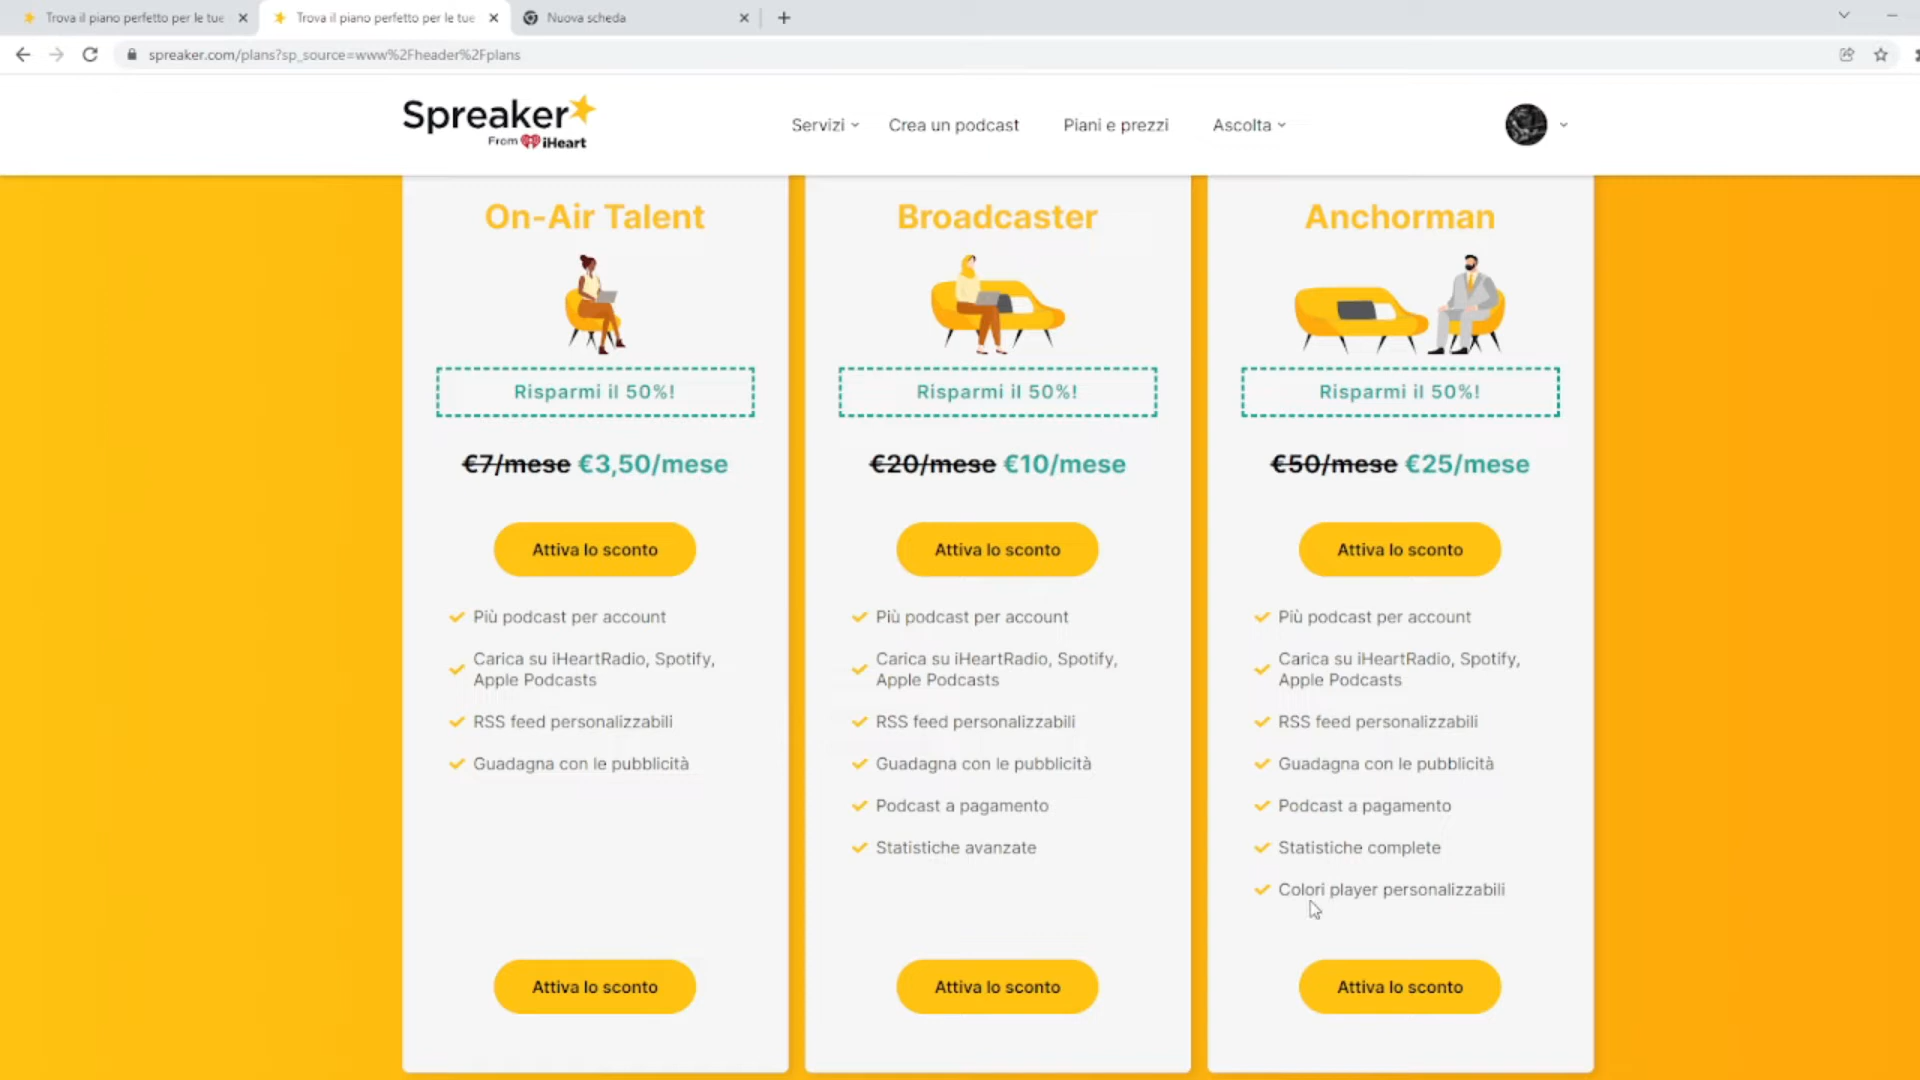 Trova il piano perfetto per le tue
Trova il piano perfetto per le tue
Nuova scheda
spreaker.com/plans?sp_source=www%2Fheader%2Fplans
Spreaker
From iHeart
Servizi
Crea un podcast
Piani e prezzi
Ascolta
On-Air Talent
Risparmi il 50%!
€7/mese €3,50/mese
Attiva lo sconto
Più podcast per account
Carica su iHeartRadio, Spotify,
Apple Podcasts
RSS feed personalizzabili
Guadagna con le pubblicità
Attiva lo sconto
Broadcaster
Risparmi il 50%!
€20/mese €10/mese
Attiva lo sconto
Più podcast per account
Carica su iHeartRadio, Spotify,
Apple Podcasts
RSS feed personalizzabili
Guadagna con le pubblicità
Podcast a pagamento
Statistiche avanzate
Attiva lo sconto
Anchorman
Risparmi il 50%!
€50/mese €25/mese
Attiva lo sconto
Più podcast per account
Carica su iHeartRadio, Spotify,
Apple Podcasts
RSS feed personalizzabili
Guadagna con le pubblicità
Podcast a pagamento
Statistiche complete
Colori player personalizzabili
Attiva lo sconto